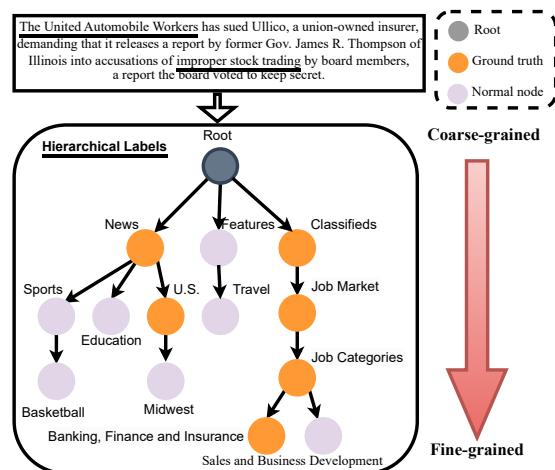 The United Automobile Workers has sued Ullico, a union-owned insurer,
demanding that it releases a report by former Gov. James R. Thompson of
Illinois into accusations of improper stock trading by board members,
a report the board voted to keep secret.
Root
Ground truth
Normal node
Coarse-grained
Root
Hierarchical Labels
News
Features
Classifieds
Sports
U.S.
Travel
Job Market
Education
Job Categories
Basketball
Midwest
Banking, Finance and Insurance
Sales and Business Development
Fine-grained